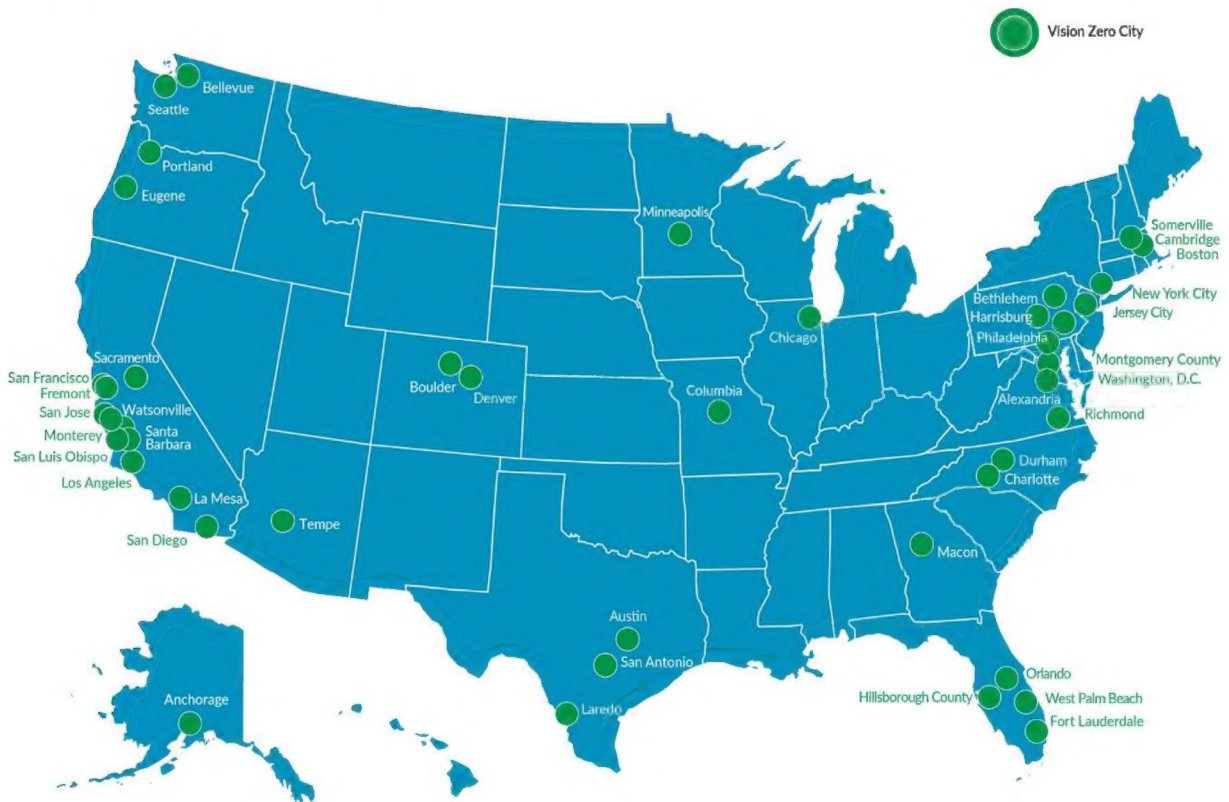 Vision Zero City
Bellevue
Seattle
Portland
Eugene
Minneapolis
Somerville
Cambridge
Boston
New York City
Bethlehem
Harrisburg
Jersey City
Chicago
Philadelphia
Montgomery County
Washington, D.C.
Sacramento
San Francisco
Fremont
Boulder
Denver
Columbia
Alexandria
Richmond
San Jose
Watsonville
Monterey
Santa
Barbara
San Luis Obispo
Los Angeles
Durham
Charlotte
La Mesa
Tempe
San Diego
Macon
Austin
San Antonio
Orlando
Hillsborough County
West Palm Beach
Anchorage
Laredo
Fort Lauderdale